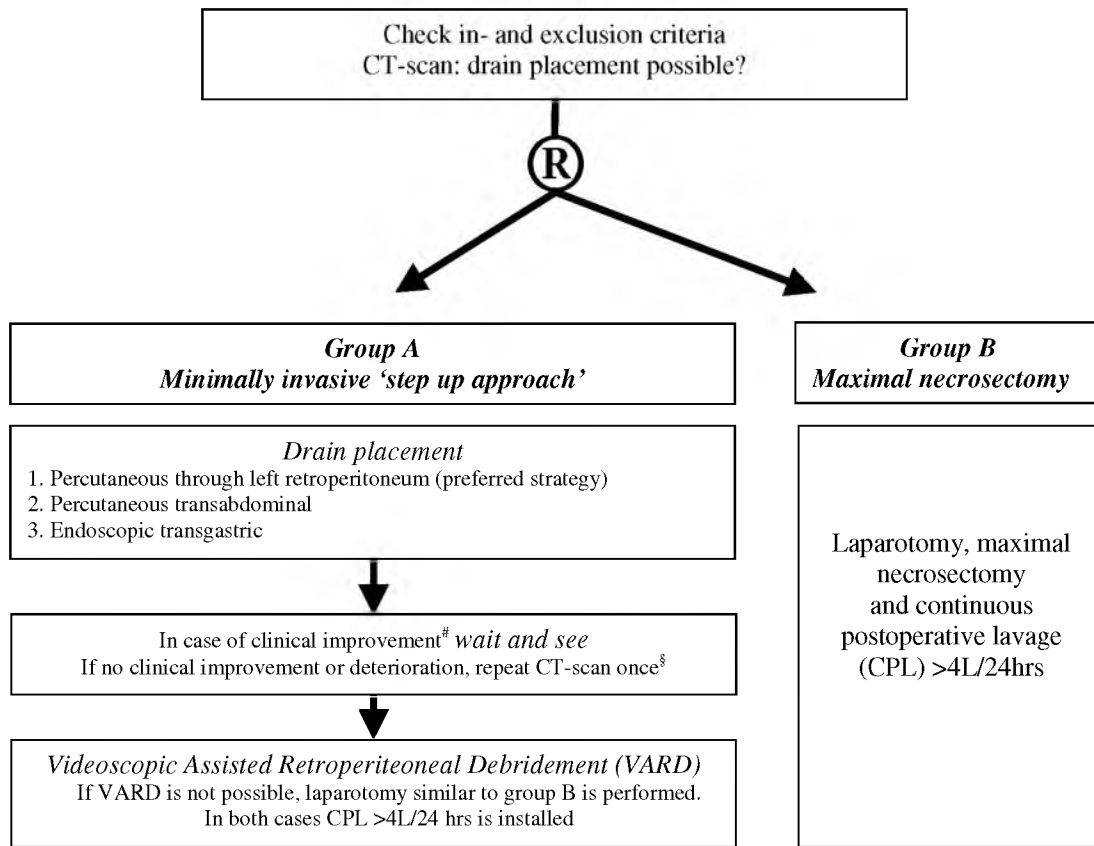 Check in- and exclusion criteria
CT-scan: drain placement possible?
R
Group A
Minimally invasive ‘step up approach’
Group B
Maximal necrosectomy
Drain placement
1. Percutaneous through left retroperitoneum (preferred strategy)
2. Percutaneous transabdominal
3. Endoscopic transgastric
In case of clinical improvement# wait and see
If no clinical improvement or deterioration, repeat CT-scan once§
Videoscopic Assisted Retroperiteoneal Debridement (VARD)
If VARD is not possible, laparotomy similar to group B is performed.
In both cases CPL >4L/24 hrs is installed
Laparotomy, maximal
necrosectomy
and continuous
postoperative lavage
(CPL) >4L/24hrs